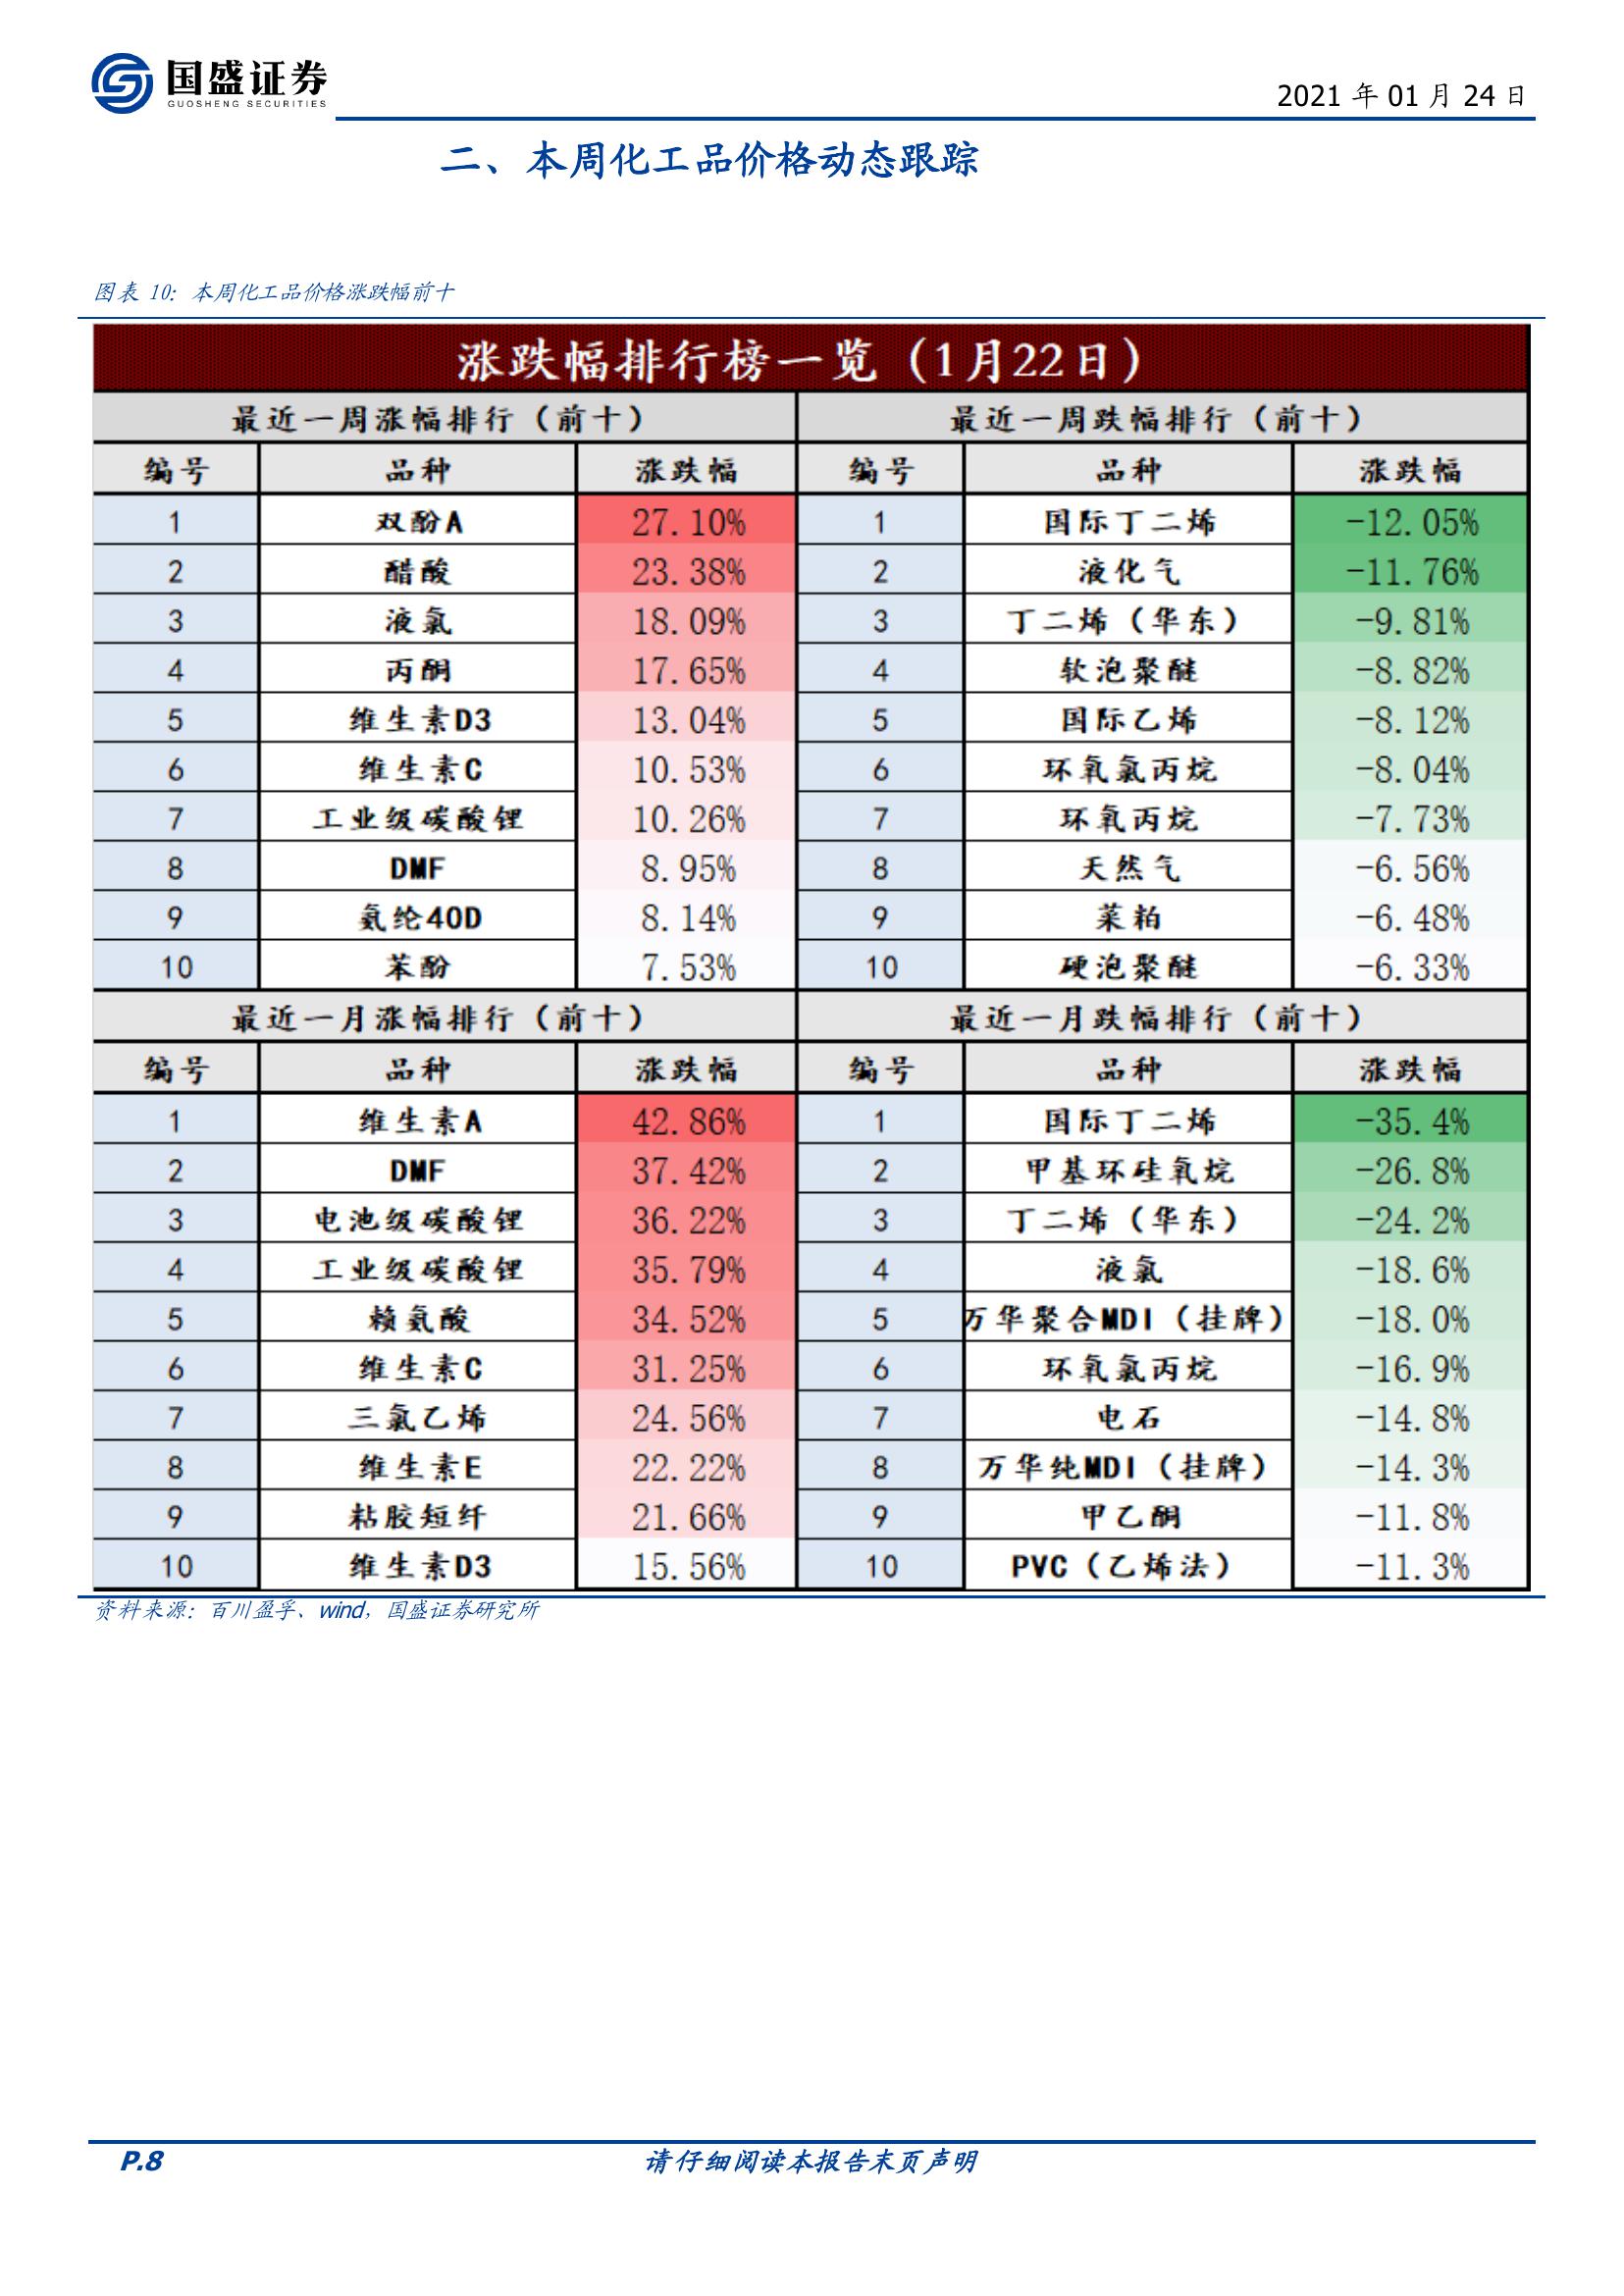 国盛证券
GUOSHENG SECURITIES
2021 年 01 月 24 日
二、本周化工品价格动态跟踪
图表 10：本周化工品价格涨跌幅前十
涨跌幅排行榜一览（1月22日）
最近一周涨幅排行（前十） 最近一周跌幅排行（前十）
编号 品种 涨跌幅 编号 品种 涨跌幅
1 双酚A 27.10% 1 国际丁二烯 -12.05%
2 醋酸 23.38% 2 液化气 -11.76%
3 液氯 18.09% 3 丁二烯（华东） -9.81%
4 丙酮 17.65% 4 软泡聚醚 -8.82%
5 维生素D3 13.04% 5 国际乙烯 -8.12%
6 维生素C 10.53% 6 环氧氯丙烷 -8.04%
7 工业级碳酸锂 10.26% 7 环氧丙烷 -7.73%
8 DMF 8.95% 8 天然气 -6.56%
9 氨纶40D 8.14% 9 菜粕 -6.48%
10 苯酚 7.53% 10 硬泡聚醚 -6.33%
最近一月涨幅排行（前十） 最近一月跌幅排行（前十）
编号 品种 涨跌幅 编号 品种 涨跌幅
1 维生素A 42.86% 1 国际丁二烯 -35.4%
2 DMF 37.42% 2 甲基环硅氧烷 -26.8%
3 电池级碳酸锂 36.22% 3 丁二烯（华东） -24.2%
4 工业级碳酸锂 35.79% 4 液氯 -18.6%
5 赖氨酸 34.52% 5 万华聚合MDI（挂牌） -18.0%
6 维生素C 31.25% 6 环氧氯丙烷 -16.9%
7 三氯乙烯 24.56% 7 电石 -14.8%
8 维生素E 22.22% 8 万华纯MDI（挂牌） -14.3%
9 粘胶短纤 21.66% 9 甲乙酮 -11.8%
10 维生素D3 15.56% 10 PVC（乙烯法） -11.3%
资料来源：百川盈孚、wind，国盛证券研究所
P.8 请仔细阅读本报告末页声明